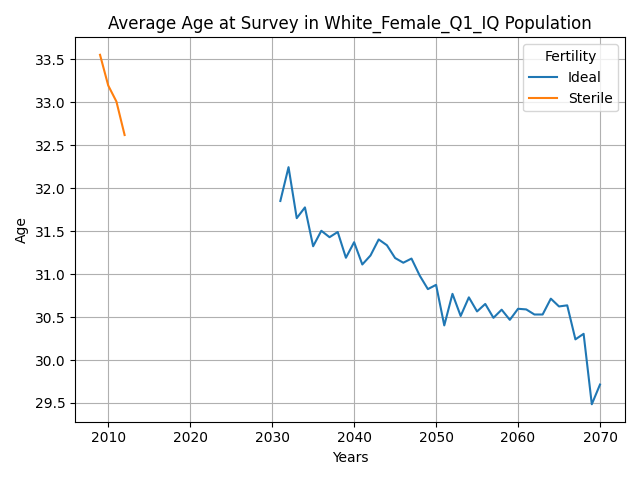 Average Age at Survey in White_Female_Q1_IQ Population
Fertility
Ideal
Sterile
33.5
33.0
32.5
32.0
31.5
31.0
30.5
30.0
29.5
Age
2010 2020 2030 2040 2050 2060 2070
Years